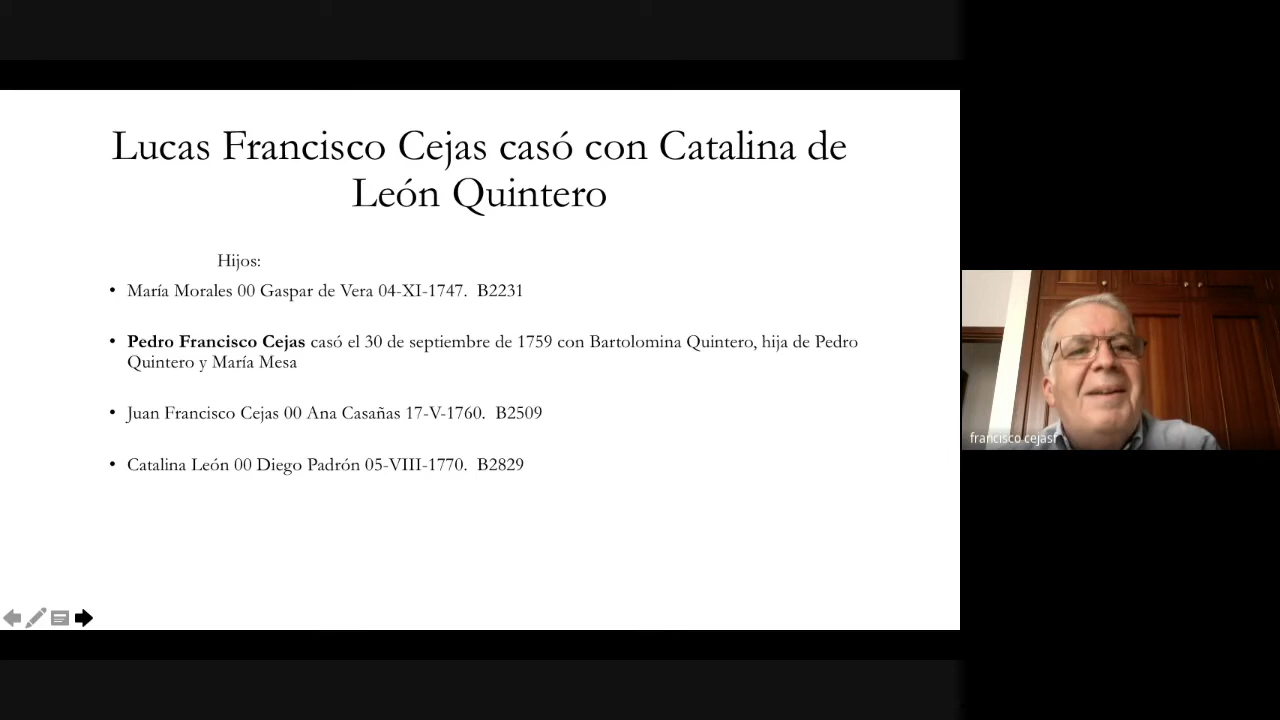 Lucas Francisco Cejas casó con Catalina de
León Quintero
Hijos:
• María Morales 00 Gaspar de Vera 04-XI-1747. B2231
• Pedro Francisco Cejas casó el 30 de septiembre de 1759 con Bartolomina Quintero, hija de Pedro
Quintero y María Mesa
• Juan Francisco Cejas 00 Ana Casañas 17-V-1760. B2509
• Catalina León 00 Diego Padrón 05-VIII-1770. B2829
francisco cejasf